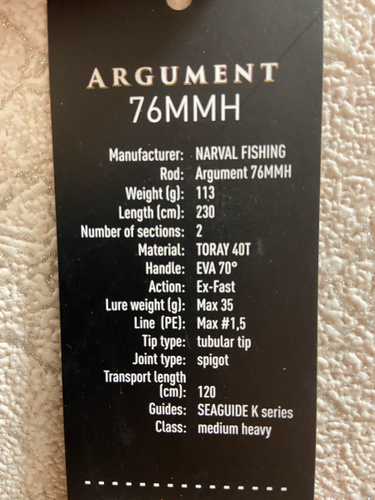 ARGUMENT
76MMH
Manufacturer: NARVAL FISHING
Rod: Argument 76MMH
Weight (g): 113
Length (cm): 230
Number of sections: 2
Material: TORAY 40T
Handle: EVA 70°
Action: Ex-Fast
Lure weight (g): Max 35
Line (PE): Max #1,5
Tip type: tubular tip
Joint type: spigot
Transport length
(cm): 120
Guides: SEAGUIDE K series
Class: medium heavy